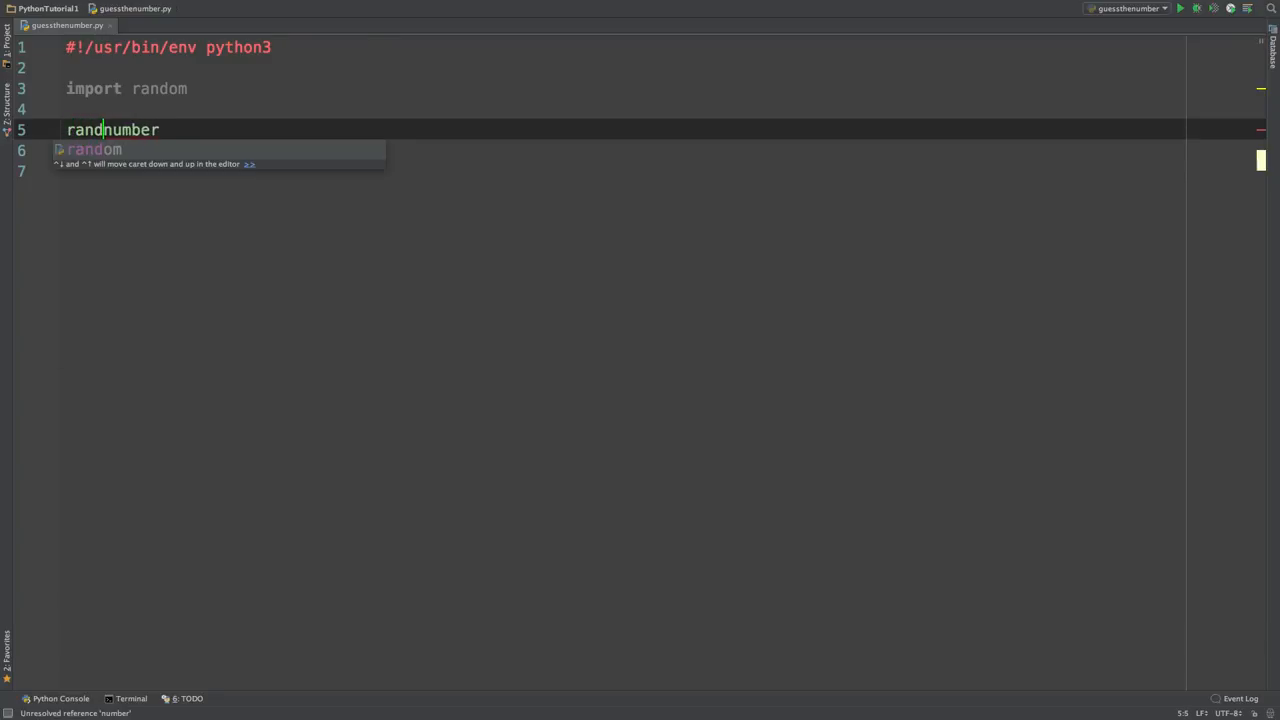 PythonTutorial1 guessthenumber.py guessthenumber
guessthenumber.py
1: Project
Z: Structure
2: Favorites
Database
1 #!/usr/bin/env python3
2
3 import random
4
5 randnumber
6 random
^↓ and ^↑ will move caret down and up in the editor >>
7
Python Console Terminal 6: TODO Event Log
Unresolved reference 'number' 5:5 LF÷ UTF-8÷